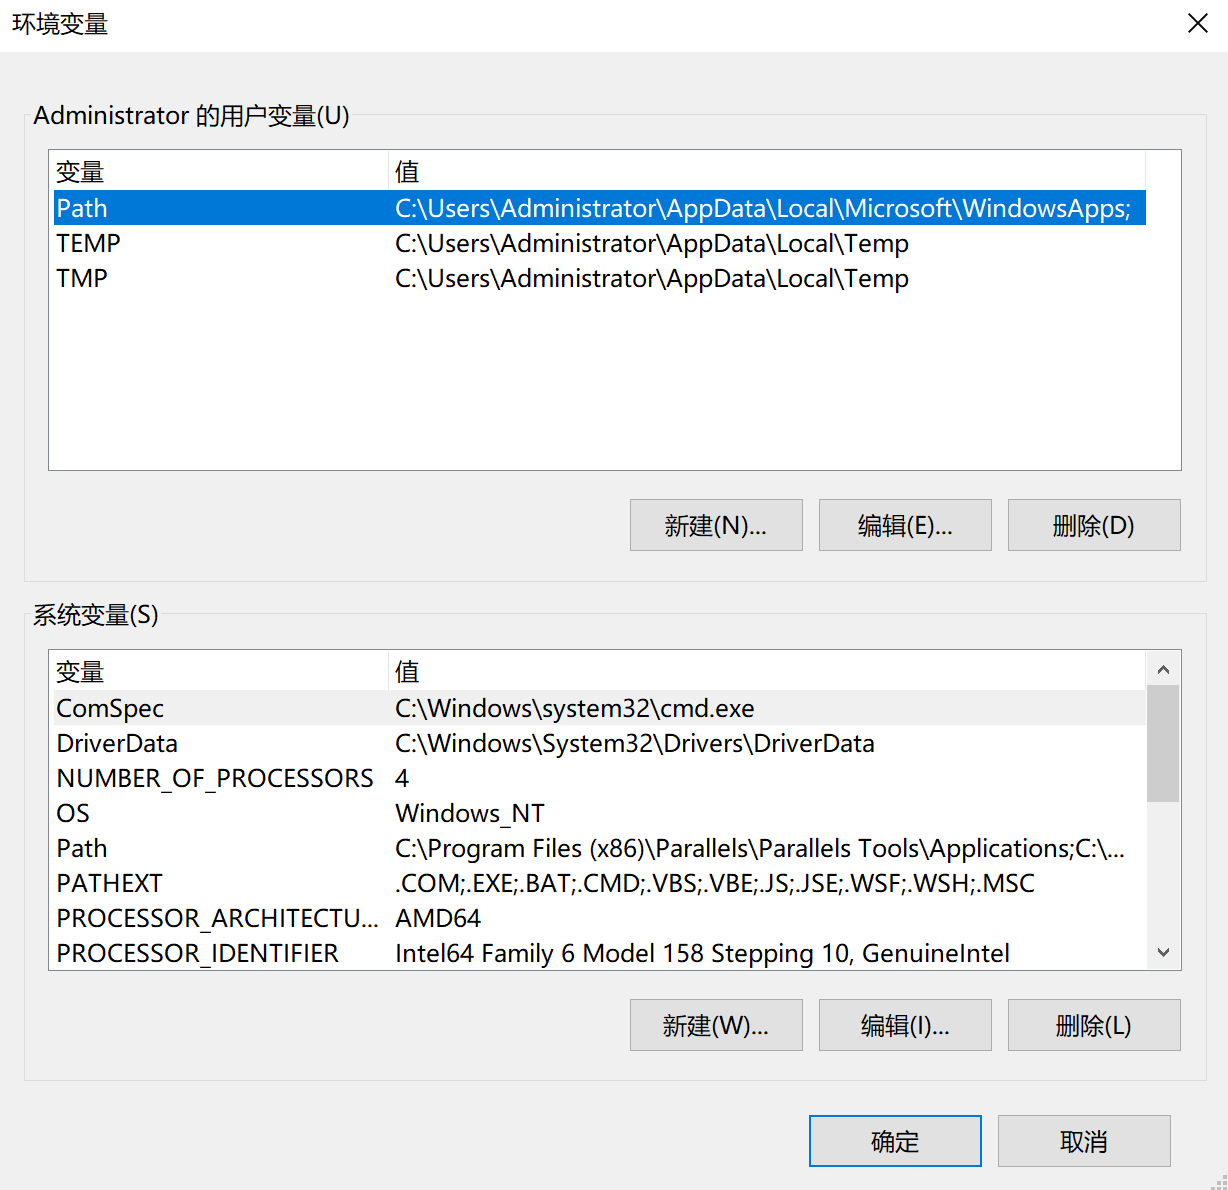 环境变量
Administrator 的用户变量(U)
变量 值
Path C:\Users\Administrator\AppData\Local\Microsoft\WindowsApps;
TEMP C:\Users\Administrator\AppData\Local\Temp
TMP C:\Users\Administrator\AppData\Local\Temp
新建(N)... 编辑(E)... 删除(D)
系统变量(S)
变量 值
ComSpec C:\Windows\system32\cmd.exe
DriverData C:\Windows\System32\Drivers\DriverData
NUMBER_OF_PROCESSORS 4
OS Windows_NT
Path C:\Program Files (x86)\Parallels\Parallels Tools\Applications;C:\...
PATHEXT .COM;.EXE;.BAT;.CMD;.VBS;.VBE;.JS;.JSE;.WSF;.WSH;.MSC
PROCESSOR_ARCHITECTU... AMD64
PROCESSOR_IDENTIFIER Intel64 Family 6 Model 158 Stepping 10, GenuineIntel
新建(W)... 编辑(I)... 删除(L)
确定 取消